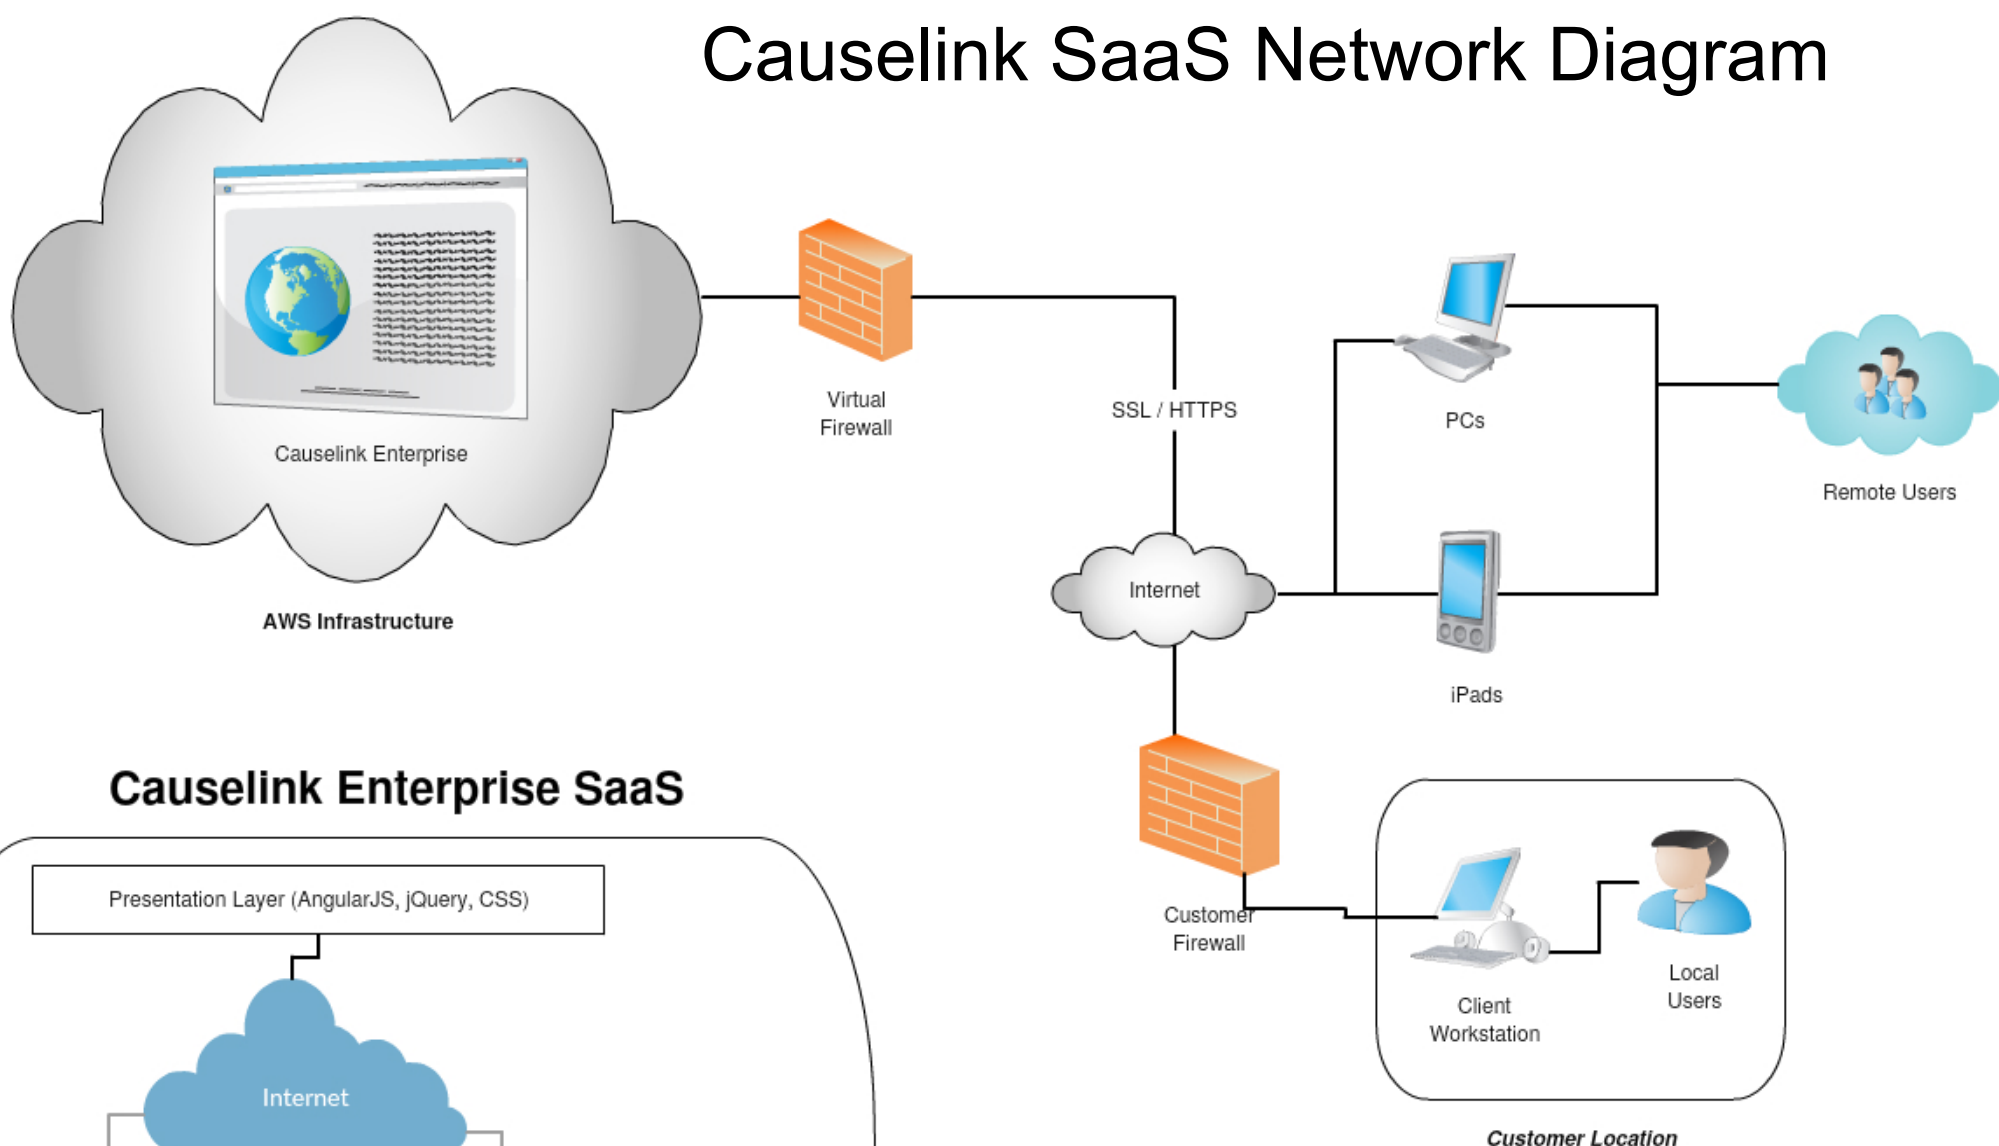 Causelink SaaS Network Diagram
Causelink Enterprise
AWS Infrastructure
Virtual
Firewall
SSL / HTTPS
PCs
Remote Users
Internet
iPads
Customer
Firewall
Client
Workstation
Local
Users
Customer Location
Causelink Enterprise SaaS
Presentation Layer (AngularJS, jQuery, CSS)
Internet